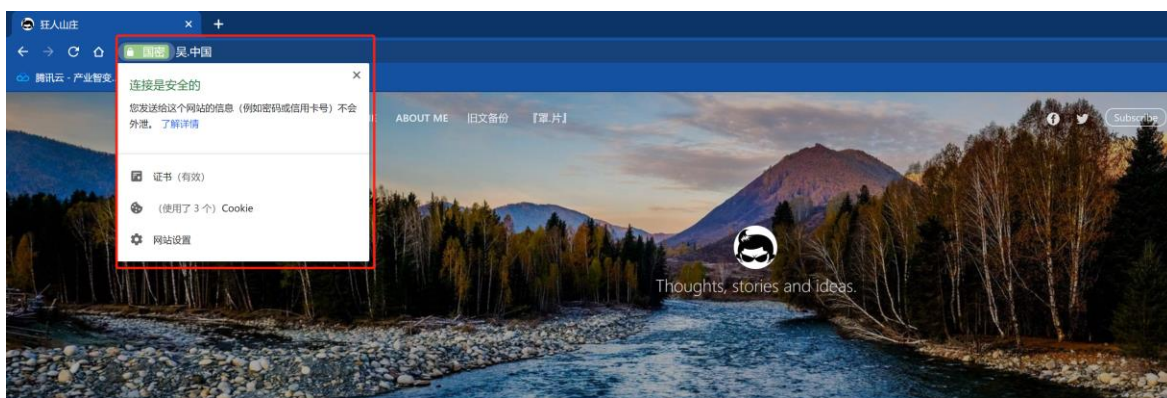 狂人山庄
国密 吴.中国
腾讯云 - 产业智变...
连接是安全的
您发送给这个网站的信息（例如密码或信用卡号）不会
外泄。 了解详情
证书（有效）
（使用了 3 个）Cookie
网站设置
ABOUT ME 旧文备份 『罩.片』
Subscribe
Thoughts, stories and ideas.